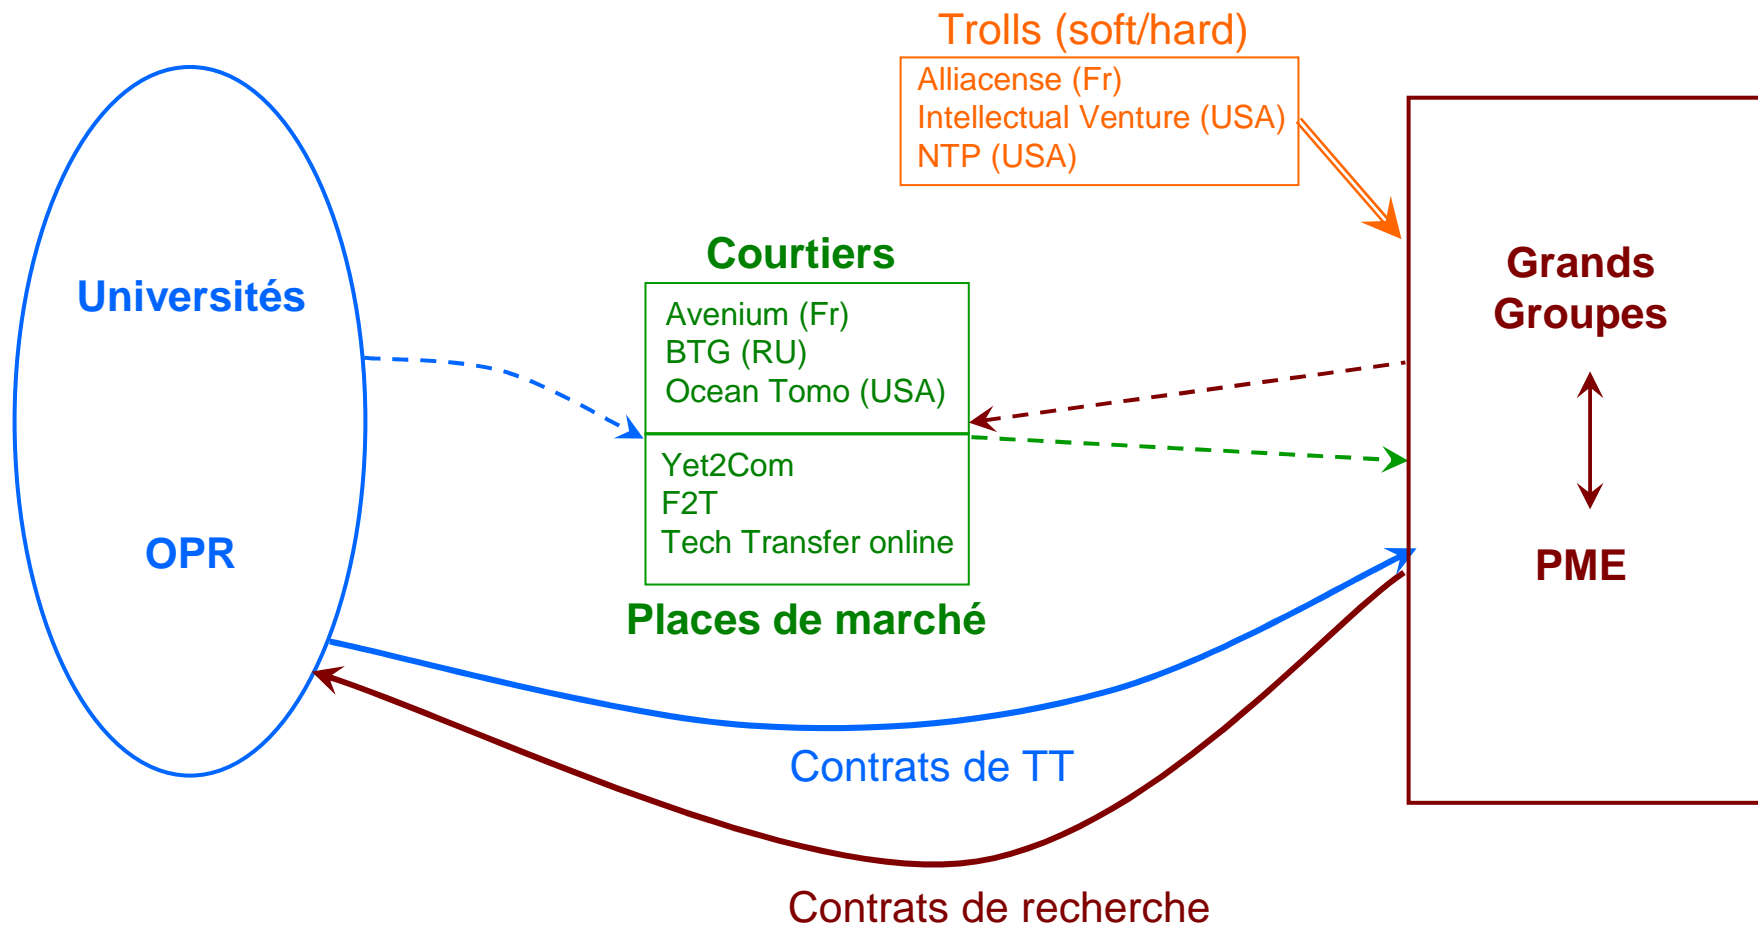 Trolls (soft/hard)
Alliacense (Fr)
Intellectual Venture (USA)
NTP (USA)
Universités
OPR
Courtiers
Avenium (Fr)
BTG (RU)
Ocean Tomo (USA)
Yet2Com
F2T
Tech Transfer online
Places de marché
Grands
Groupes
PME
Contrats de TT
Contrats de recherche